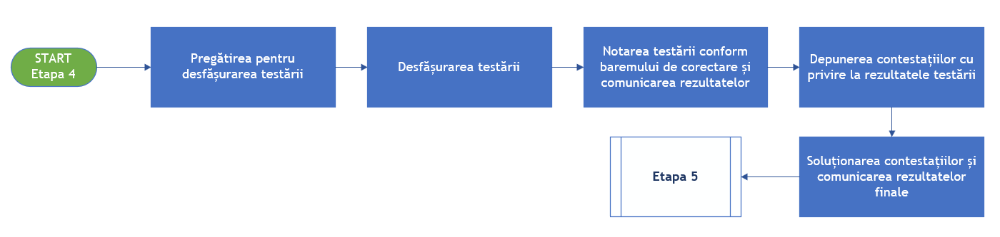 START
Etapa 4
Pregătirea pentru
desfășurarea testării
Desfășurarea testării
Notarea testării conform
baremului de corectare și
comunicarea rezultatelor
Depunerea contestațiilor cu
privire la rezultatele testării
Soluționarea contestațiilor și
comunicarea rezultatelor
finale
Etapa 5